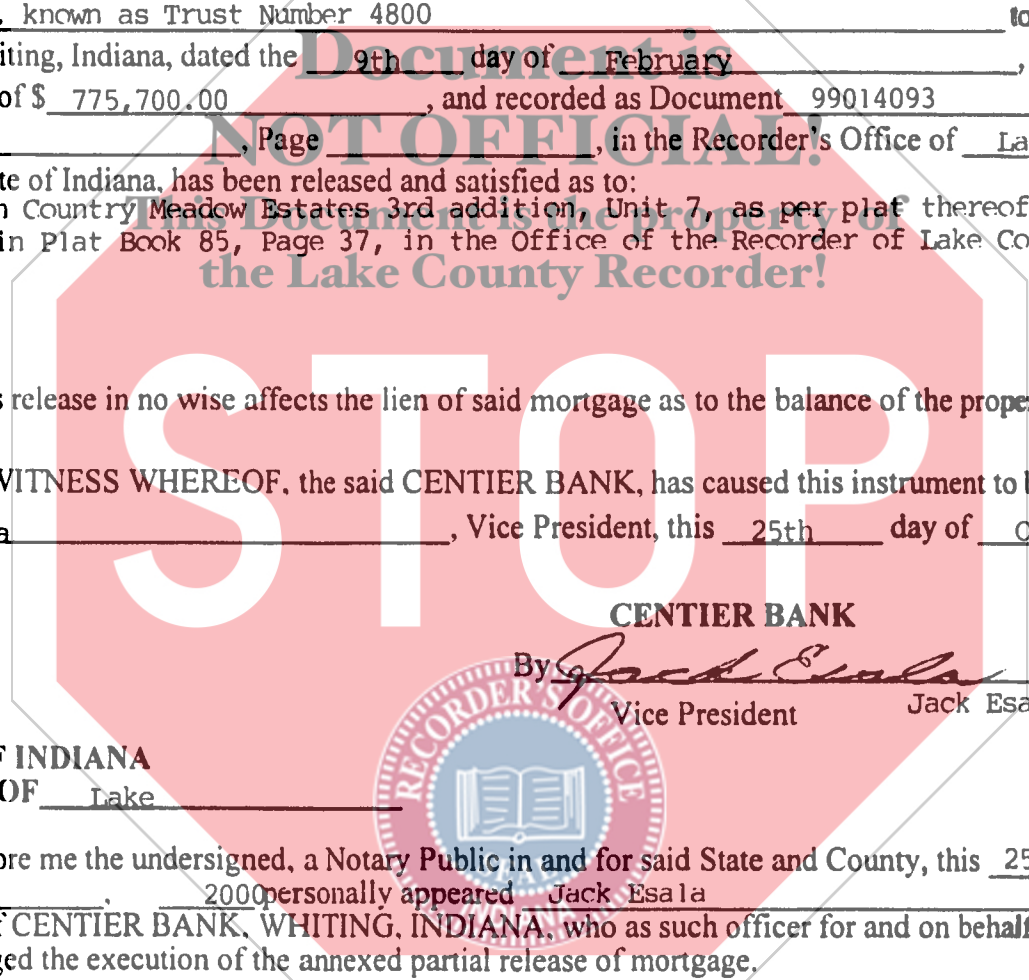 , known as Trust Number 4800 to
iting, Indiana, dated the 9th day of February ,
of $ 775,700.00 , and recorded as Document 99014093
, Page , in the Recorder's Office of La
te of Indiana, has been released and satisfied as to:
n Country Meadow Estates 3rd addition, Unit 7, as per plat thereof
in Plat Book 85, Page 37, in the Office of the Recorder of Lake Co
Document is
NOT OFFICIAL!
This Document is the property of
the Lake County Recorder!
STOP
s release in no wise affects the lien of said mortgage as to the balance of the prope
WITNESS WHEREOF, the said CENTIER BANK, has caused this instrument to b
a , Vice President, this 25th day of O
CENTIER BANK
By Jack Esala
Vice President Jack Esa
RECORDER'S OFFICE
SEAL
INDIANA
F INDIANA
OF Lake
ore me the undersigned, a Notary Public in and for said State and County, this 25
, 2000 personally appeared Jack Esala
f CENTIER BANK, WHITING, INDIANA, who as such officer for and on behalf
ged the execution of the annexed partial release of mortgage.